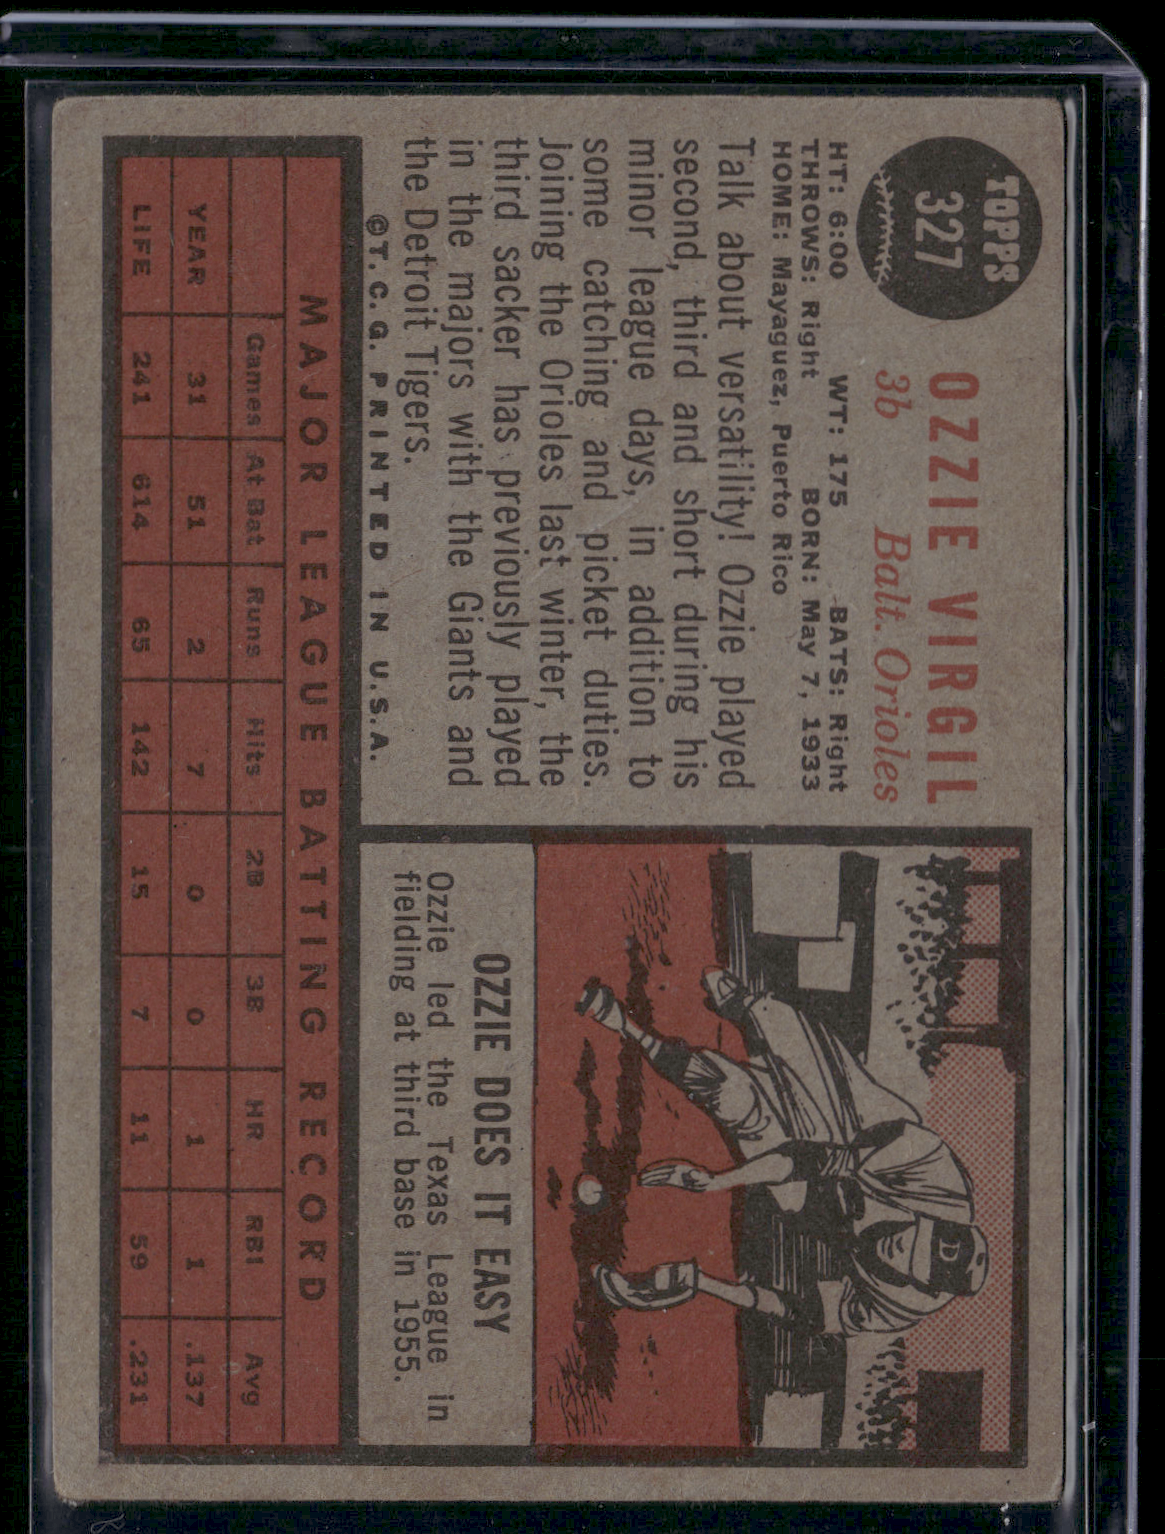 TOPPS
327
OZZIE VIRGIL
3b Balt. Orioles
HT: 6:00 WT: 175 BATS: Right
THROWS: Right BORN: May 7, 1933
HOME: Mayaguez, Puerto Rico
Talk about versatility! Ozzie played
second, third and short during his
minor league days, in addition to
some catching and picket duties.
Joining the Orioles last winter, the
third sacker has previously played
in the majors with the Giants and
the Detroit Tigers.
©T. C. G. PRINTED IN U.S.A.
D
OZZIE DOES IT EASY
Ozzie led the Texas League in
fielding at third base in 1955.
MAJOR LEAGUE BATTING RECORD
Games At Bat Runs Hits 2B 3B HR RBI Avg
YEAR 31 51 2 7 0 0 1 1 .137
LIFE 241 614 65 142 15 7 11 59 .231